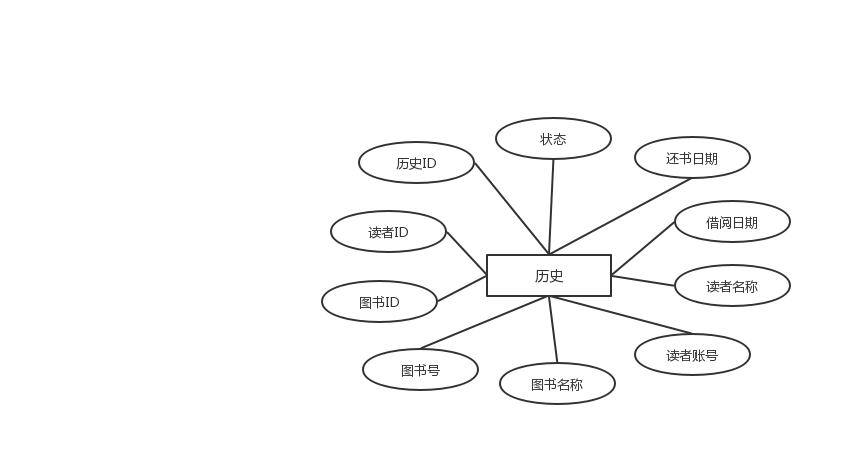 状态
历史ID
还书日期
借阅日期
读者ID
历史
读者名称
图书ID
读者账号
图书号
图书名称